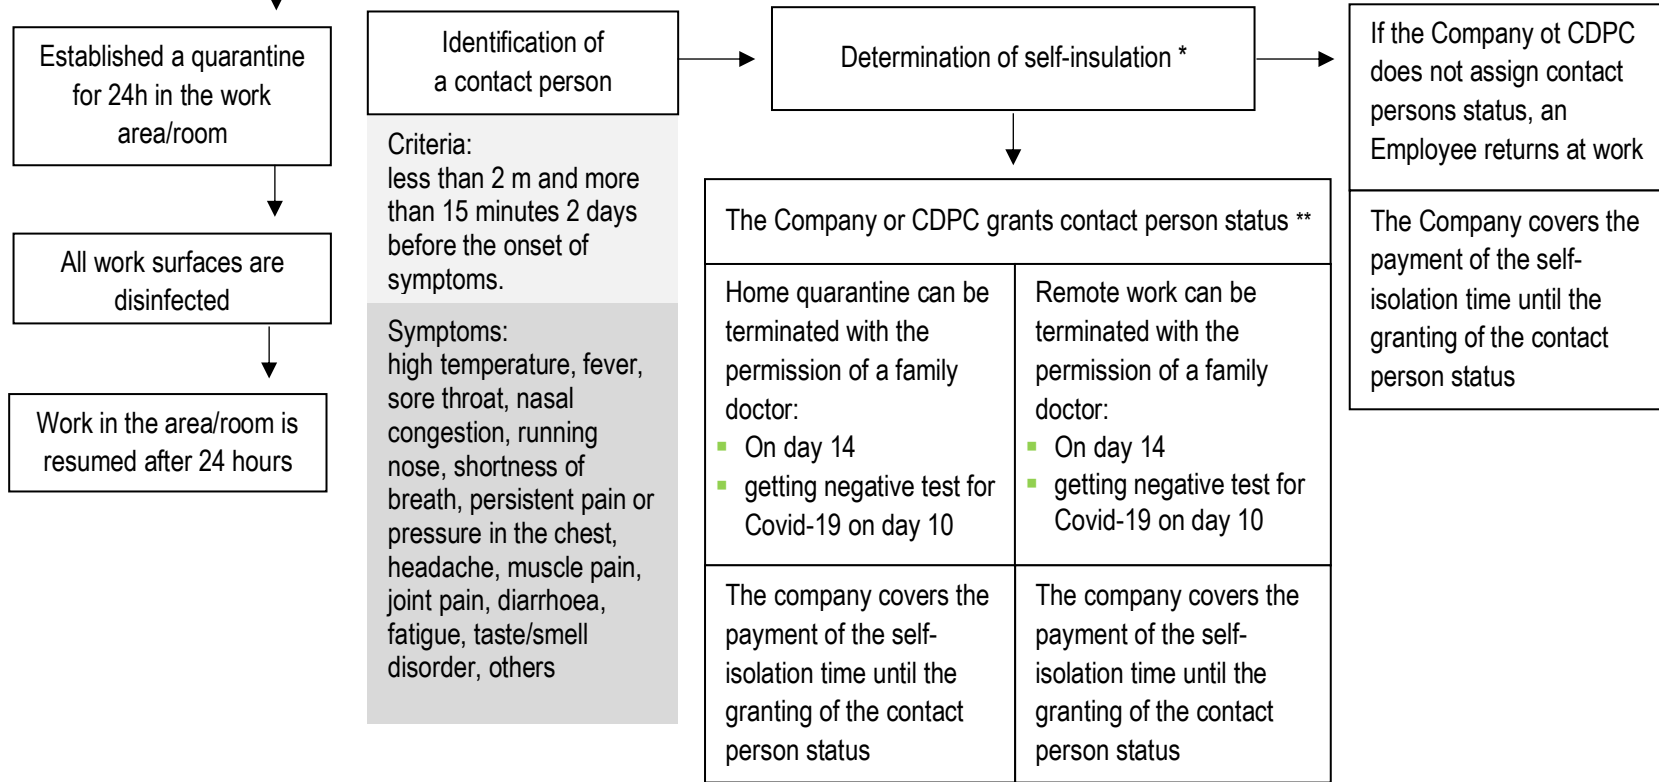 Established a quarantine
for 24h in the work
area/room
All work surfaces are
disinfected
Work in the area/room is
resumed after 24 hours
Identification of
a contact person
Criteria:
less than 2 m and more
than 15 minutes 2 days
before the onset of
symptoms.
Symptoms:
high temperature, fever,
sore throat, nasal
congestion, running
nose, shortness of
breath, persistent pain or
pressure in the chest,
headache, muscle pain,
joint pain, diarrhoea,
fatigue, taste/smell
disorder, others
Determination of self-insulation *
The Company or CDPC grants contact person status **
Home quarantine can be
terminated with the
permission of a family
doctor:
▪ On day 14
▪ getting negative test for
Covid-19 on day 10
The company covers the
payment of the self-
isolation time until the
granting of the contact
person status
Remote work can be
terminated with the
permission of a family
doctor:
▪ On day 14
▪ getting negative test for
Covid-19 on day 10
The company covers the
payment of the self-
isolation time until the
granting of the contact
person status
If the Company ot CDPC
does not assign contact
persons status, an
Employee returns at work
The Company covers the
payment of the self-
isolation time until the
granting of the contact
person status